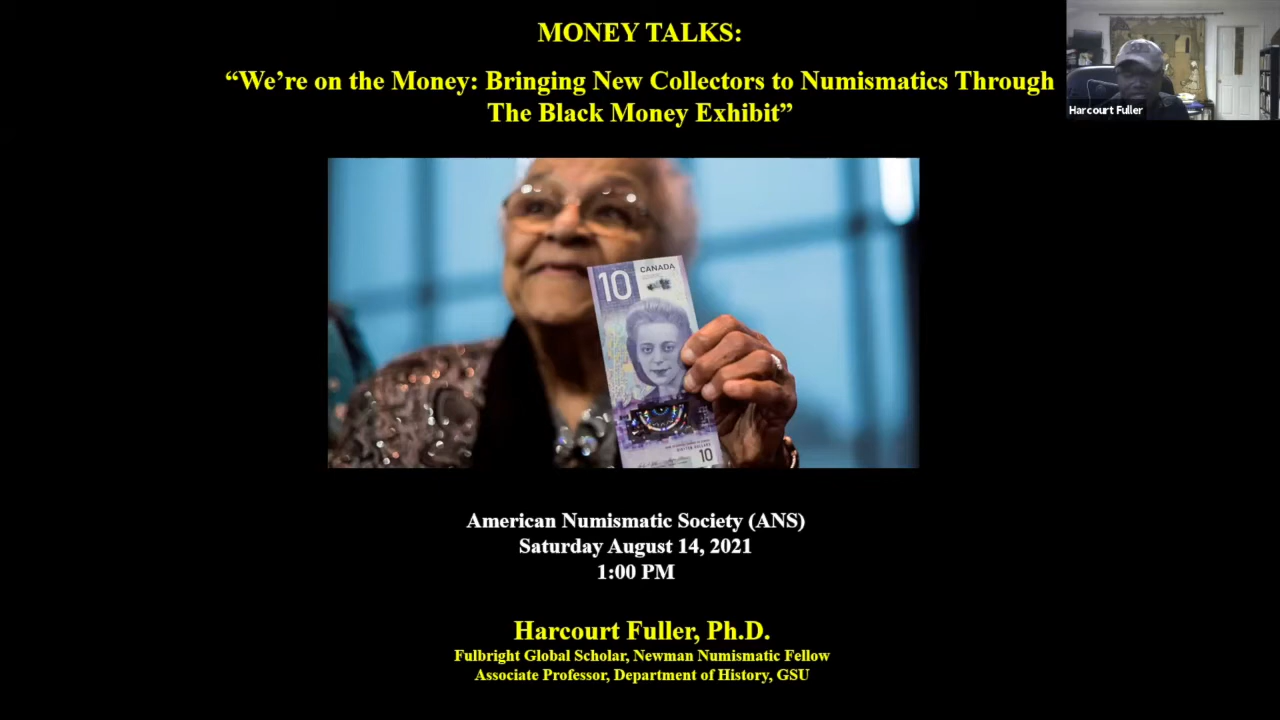 MONEY TALKS:
“We’re on the Money: Bringing New Collectors to Numismatics Through
The Black Money Exhibit”
Harcourt Fuller
10
CANADA
10
American Numismatic Society (ANS)
Saturday August 14, 2021
1:00 PM
Harcourt Fuller, Ph.D.
Fulbright Global Scholar, Newman Numismatic Fellow
Associate Professor, Department of History, GSU